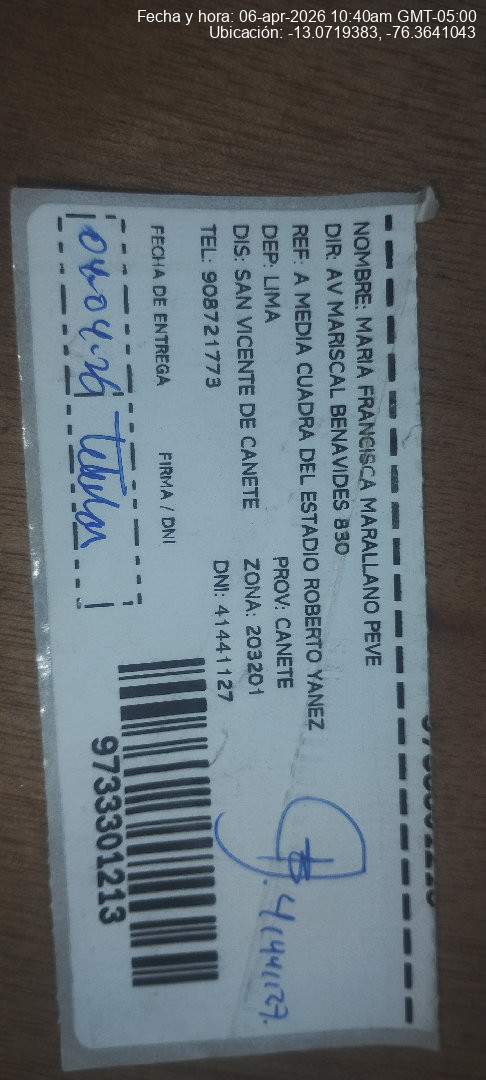 Fecha y hora: 06-apr-2026 10:40am GMT-05:00
Ubicación: -13.0719383, -76.3641043
NOMBRE: MARIA FRANCISCA MARALLANO PEVE
DIR: AV MARISCAL BENAVIDES 830
REF: A MEDIA CUADRA DEL ESTADIO ROBERTO YANEZ
DEP: LIMA PROV: CANETE
DIS: SAN VICENTE DE CANETE ZONA: 203201
TEL: 908721773 DNI: 41441127
FECHA DE ENTREGA FIRMA / DNI
04-04-26 Titular
41441127.
9733301213